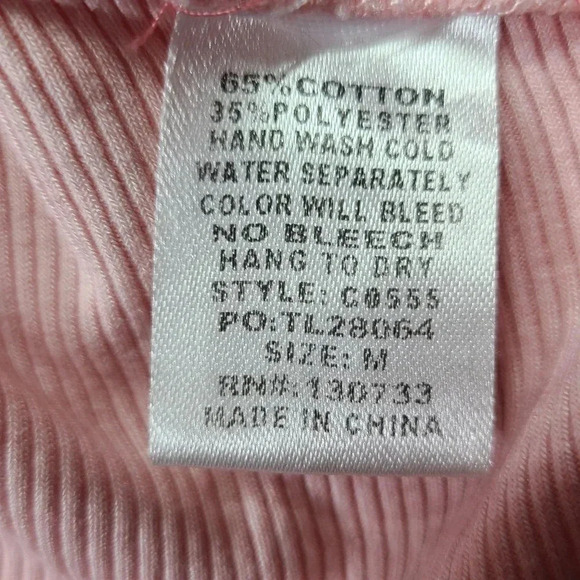 65%COTTON
35%POLYESTER
HAND WASH COLD
WATER SEPARATELY
COLOR WILL BLEED
NO BLEECH
HANG TO DRY
STYLE: C0555
PO:TL28064
SIZE: M
RN#: 130733
MADE IN CHINA